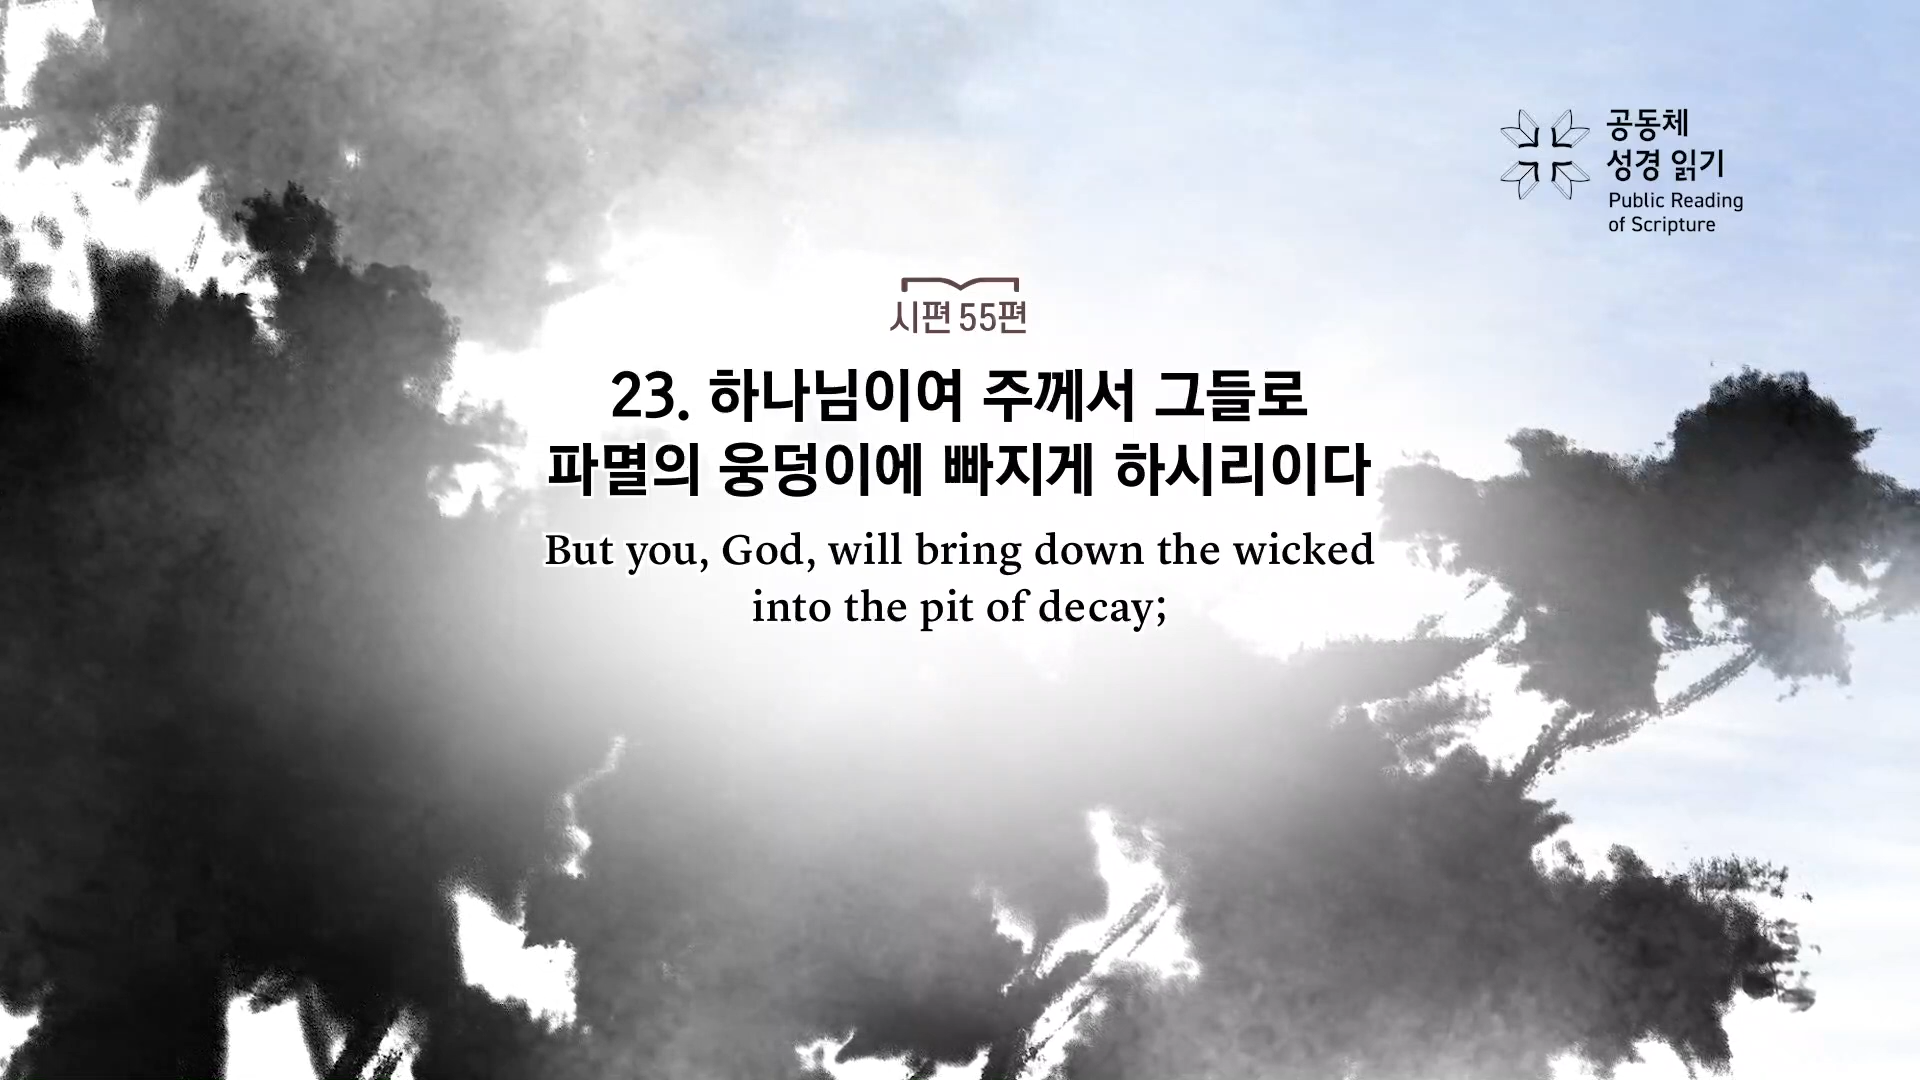 공동체
성경 읽기
Public Reading
of Scripture
시편 55편
23. 하나님이여 주께서 그들로
파멸의 웅덩이에 빠지게 하시리이다
But you, God, will bring down the wicked
into the pit of decay;